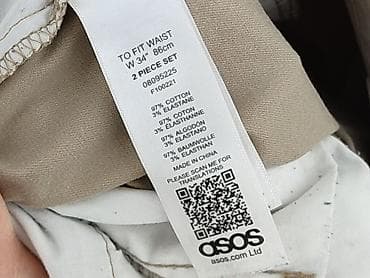 TO FIT WAIST
W 34" 86cm
2 PIECE SET
08095225
F100221
97% COTTON
3% ELASTANE
97% COTON
3% ELASTHANNE
97% ALGODÓN
3% ELASTANO
97% BAUMWOLLE
3% ELASTHAN
MADE IN CHINA
PLEASE SCAN ME FOR
TRANSLATIONS
asos
asos.com Ltd